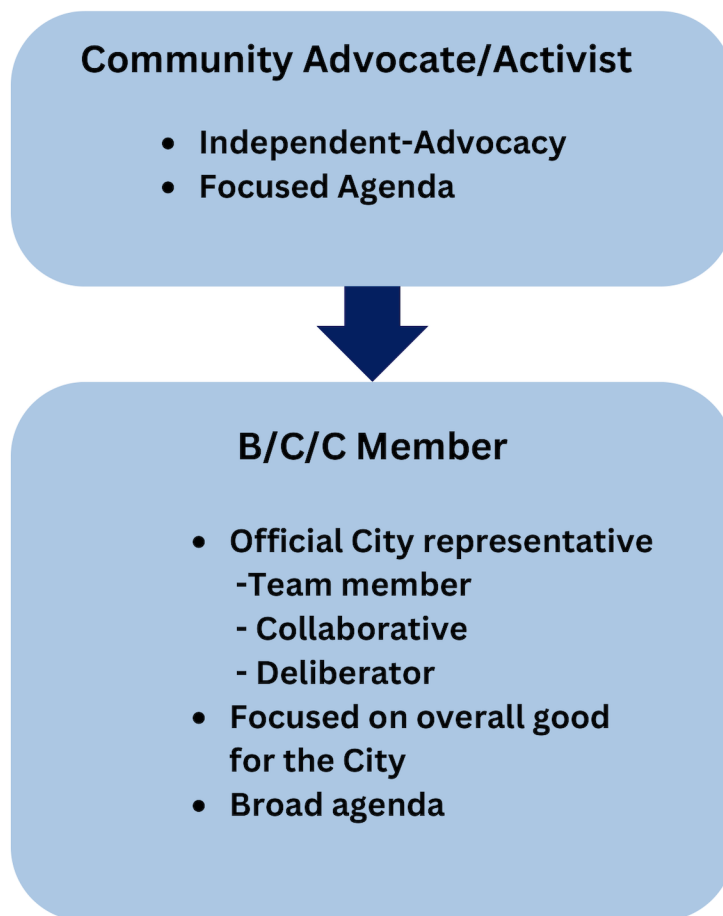 Community Advocate/Activist
• Independent-Advocacy
• Focused Agenda
B/C/C Member
• Official City representative
-Team member
- Collaborative
- Deliberator
• Focused on overall good
for the City
• Broad agenda